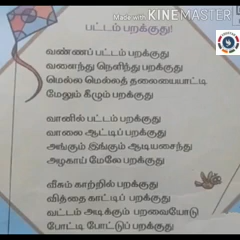 Made with KINEMASTER
பட்டம் பறக்குது!
வண்ணப் பட்டம் பறக்குது
வளைந்து நெளிந்து பறக்குது
மெல்ல மெல்லத் தலையையாட்டி
மேலும் கீழும் பறக்குது
வானில் பட்டம் பறக்குது
வாலை ஆட்டிப் பறக்குது
அங்கும் இங்கும் ஆடியசைந்து
அழகாய் மேலே பறக்குது
வீசும் காற்றில் பறக்குது
வித்தை காட்டிப் பறக்குது
வட்டம் அடிக்கும் பறவையோடு
போட்டி போட்டுப் பறக்குது